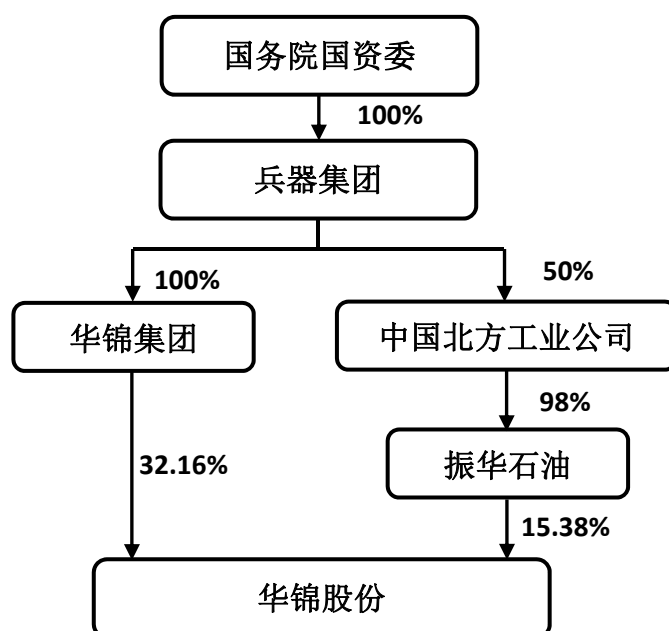 国务院国资委
100%
兵器集团
100%
50%
华锦集团
中国北方工业公司
98%
振华石油
32.16%
15.38%
华锦股份